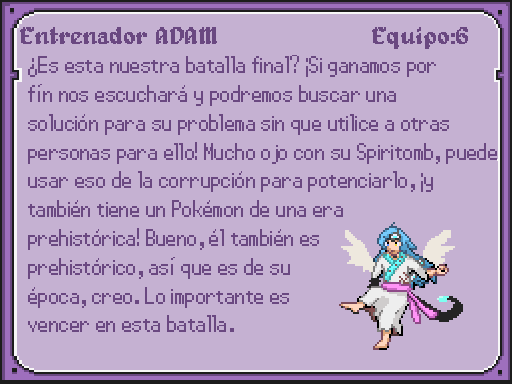 Entrenador ADAM
Equipo:6
¿Es esta nuestra batalla final? ¡Si ganamos por
fín nos escuchará y podremos buscar una
solución para su problema sin que utilice a otras
personas para ello! Mucho ojo con su Spiritomb, puede
usar eso de la corrupción para potenciarlo, ¡y
también tiene un Pokémon de una era
prehistórica! Bueno, él también es
prehistórico, así que es de su
época, creo. Lo importante es
vencer en esta batalla.